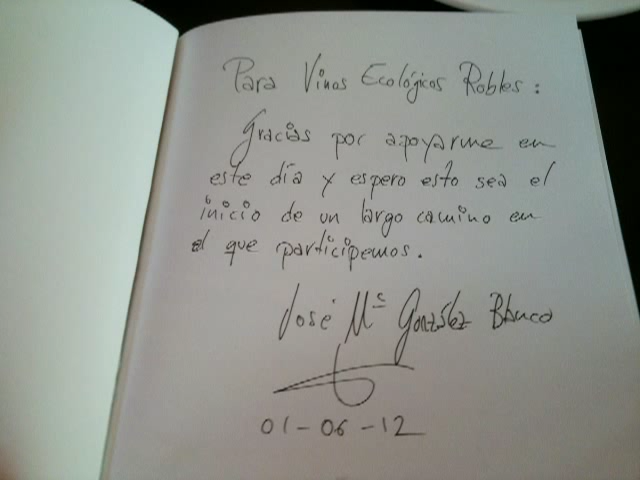 Para Vinos Ecológicos Robles:
Gracias por apoyarme en
este día y espero esto sea el
inicio de un largo camino en
el que participemos.
José Mª González Blanco
01-06-12